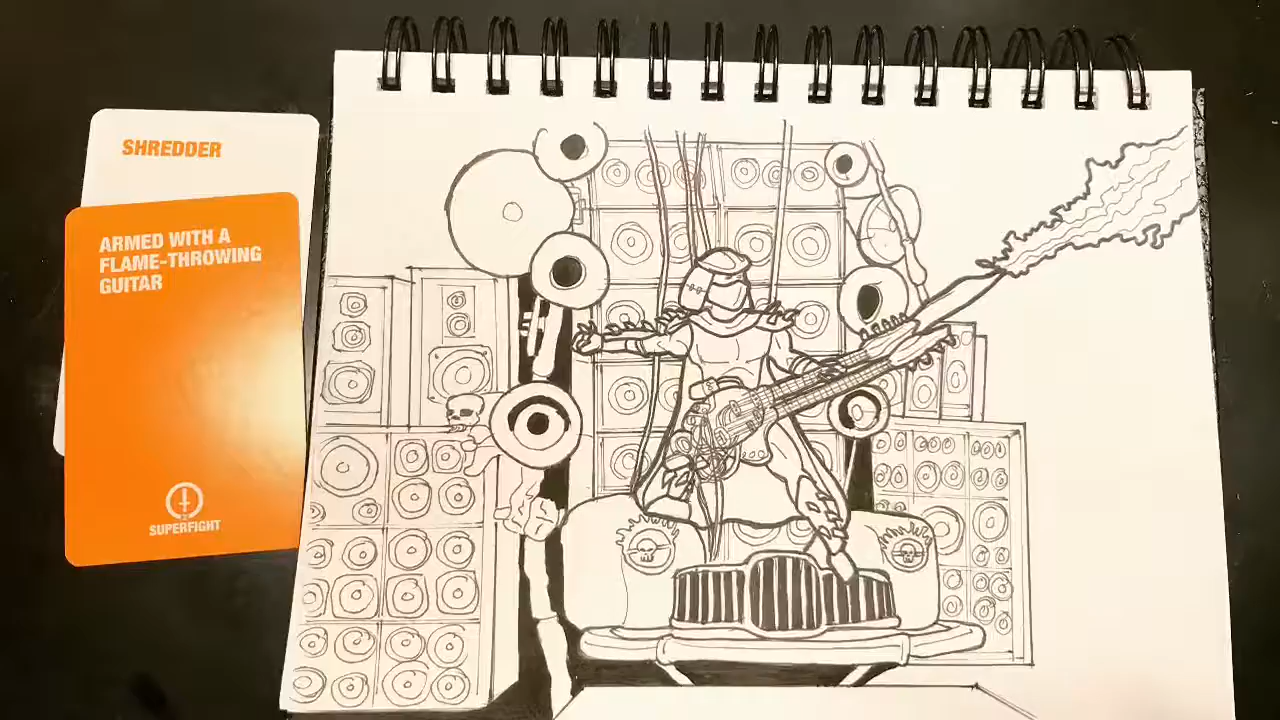 SHREDDER
ARMED WITH A
FLAME-THROWING
GUITAR
SUPERFIGHT